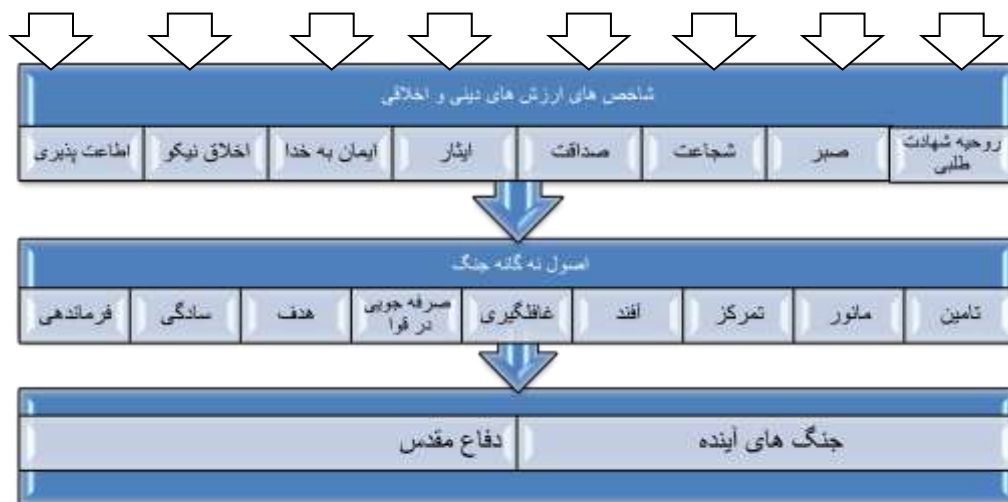 شاخص های ارزش های دینی و اخلاقی
روحیه شهادت
طلبی
صبر
شجاعت
صداقت
ایثار
ایمان به خدا
اخلاق نیکو
اطاعت پذیری
اصول نه گانه جنگ
تامین
مانور
تمرکز
آفند
غافلگیری
صرفه جویی
در قوا
هدف
سادگی
فرماندهی
جنگ های آینده
دفاع مقدس